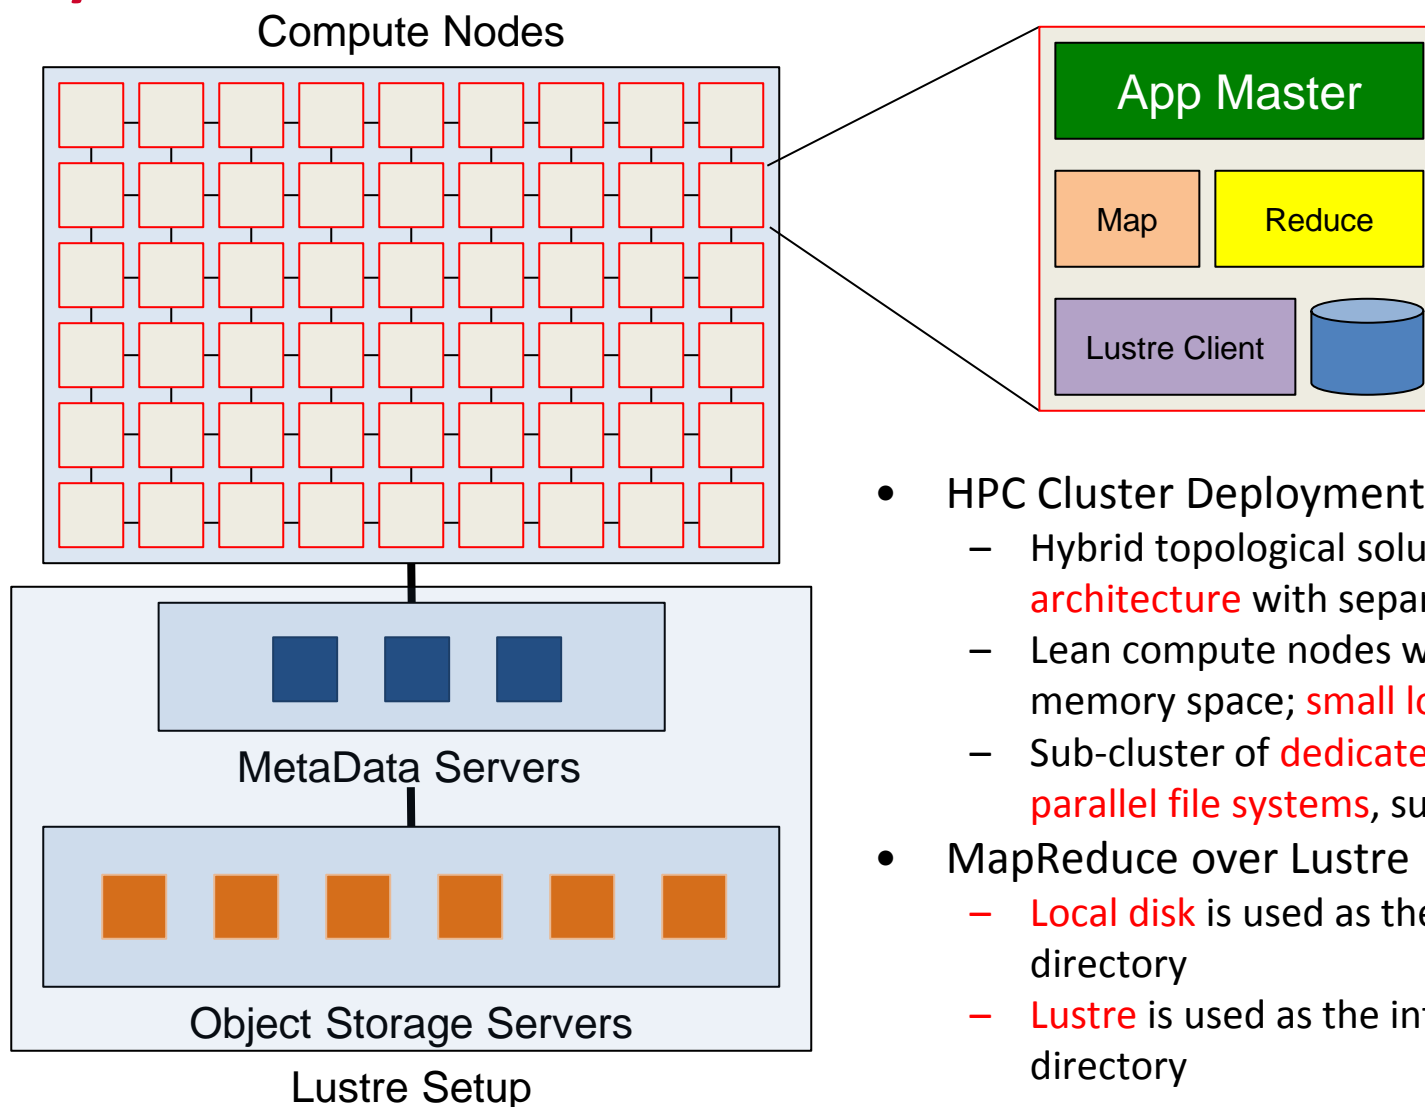 Compute Nodes
App Master
Map
Reduce
Lustre Client
MetaData Servers
Object Storage Servers
Lustre Setup
• HPC Cluster Deployment
– Hybrid topological solu
architecture with separ
– Lean compute nodes w
memory space; small lo
– Sub-cluster of dedicate
parallel file systems, su
• MapReduce over Lustre
– Local disk is used as the
directory
– Lustre is used as the int
directory